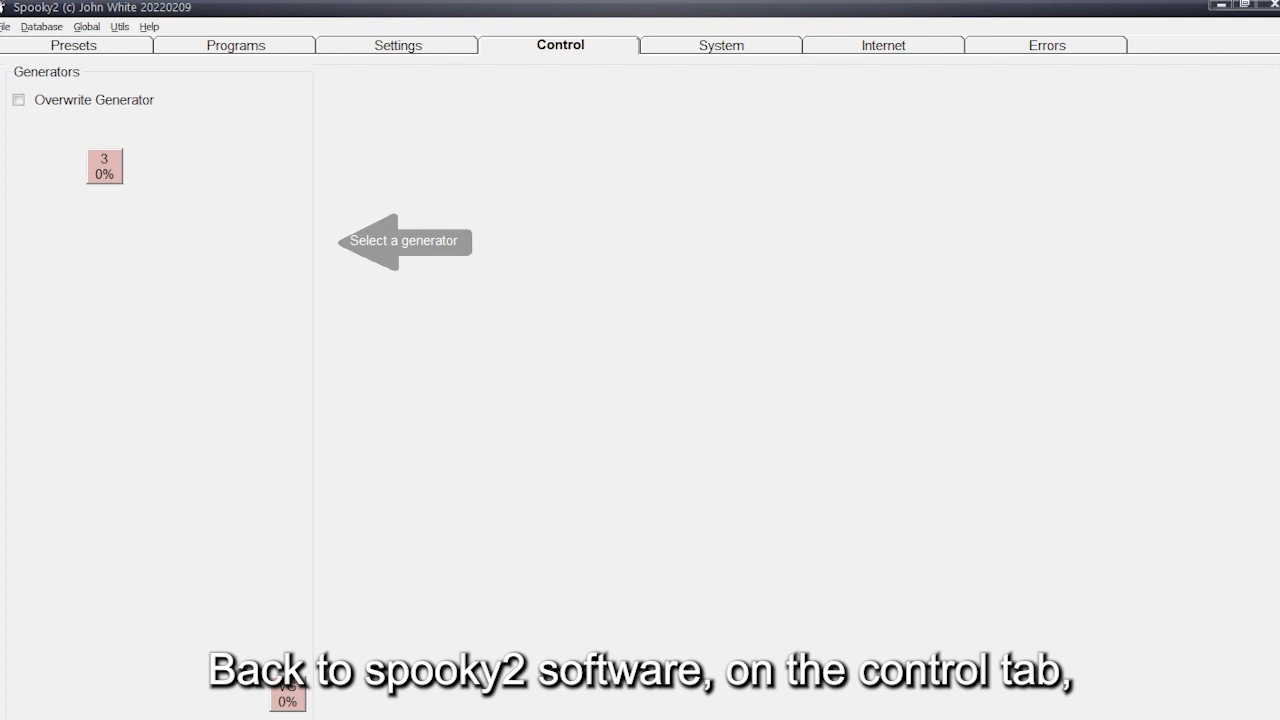 Spooky2 (c) John White 20220209
Database Global Utils Help
Presets Programs Settings Control System Internet Errors
Generators
Overwrite Generator
3
0%
Select a generator
Back to spooky2 software, on the control tab,
0%